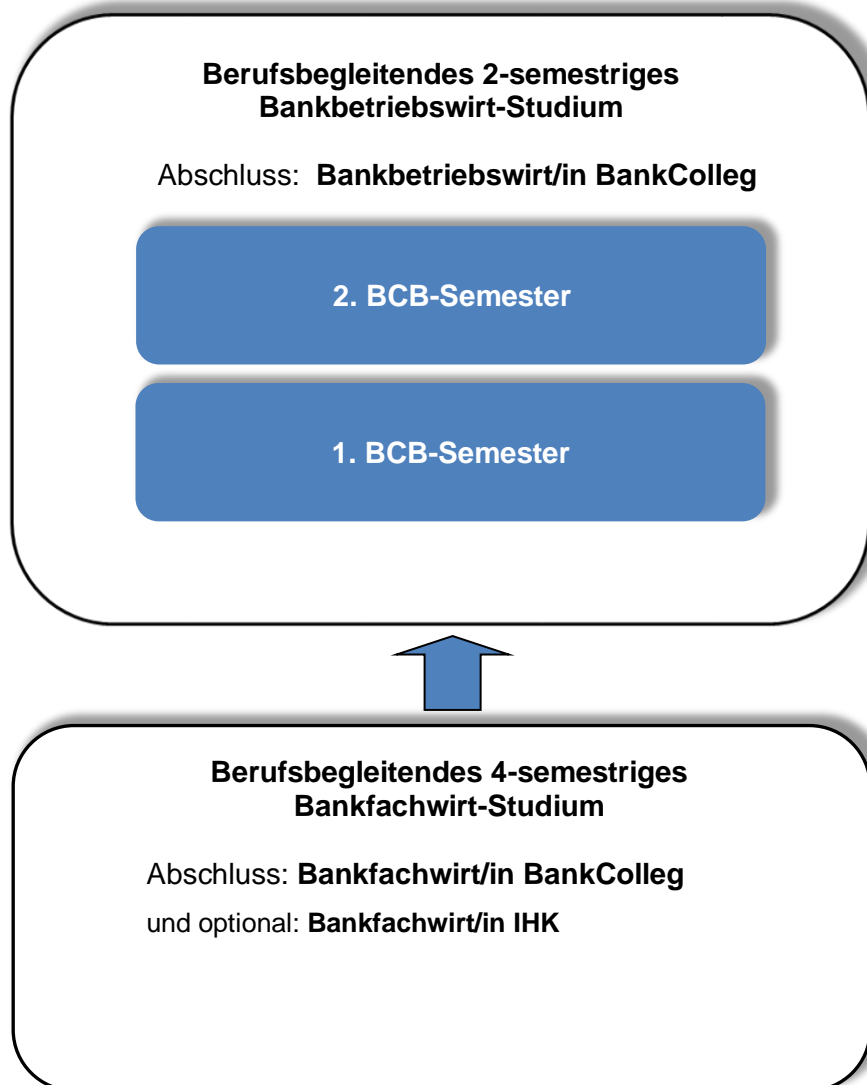 Berufsbegleitendes 2-semestriges
Bankbetriebswirt-Studium
Abschluss: Bankbetriebswirt/in BankColleg
2. BCB-Semester
1. BCB-Semester
Berufsbegleitendes 4-semestriges
Bankfachwirt-Studium
Abschluss: Bankfachwirt/in BankColleg
und optional: Bankfachwirt/in IHK